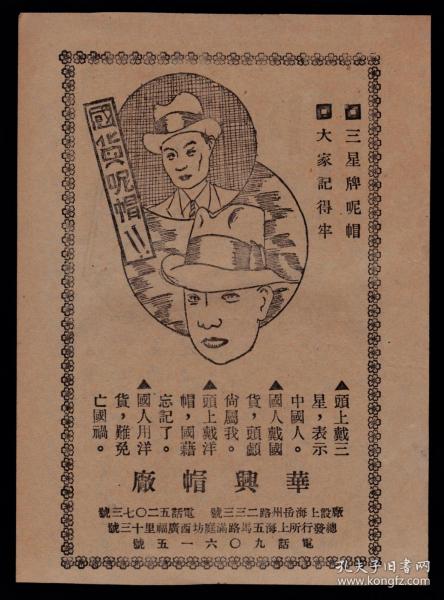 三星牌呢帽
大家記得牢
國貨呢帽!!
▲頭上戴三
星，表示
中國人。
▲國人戴國
貨，頭顱
尚屬我。
▲頭上戴洋
帽，國藉
忘記了。
▲國人用洋
貨，難免
亡國禍。
華興帽廠
廠設上海岳州路二三三號 電話五二〇七三號
總發行所上海五馬路滿庭坊西廣福里十三號
電話九〇六一五號
孔夫子旧书网